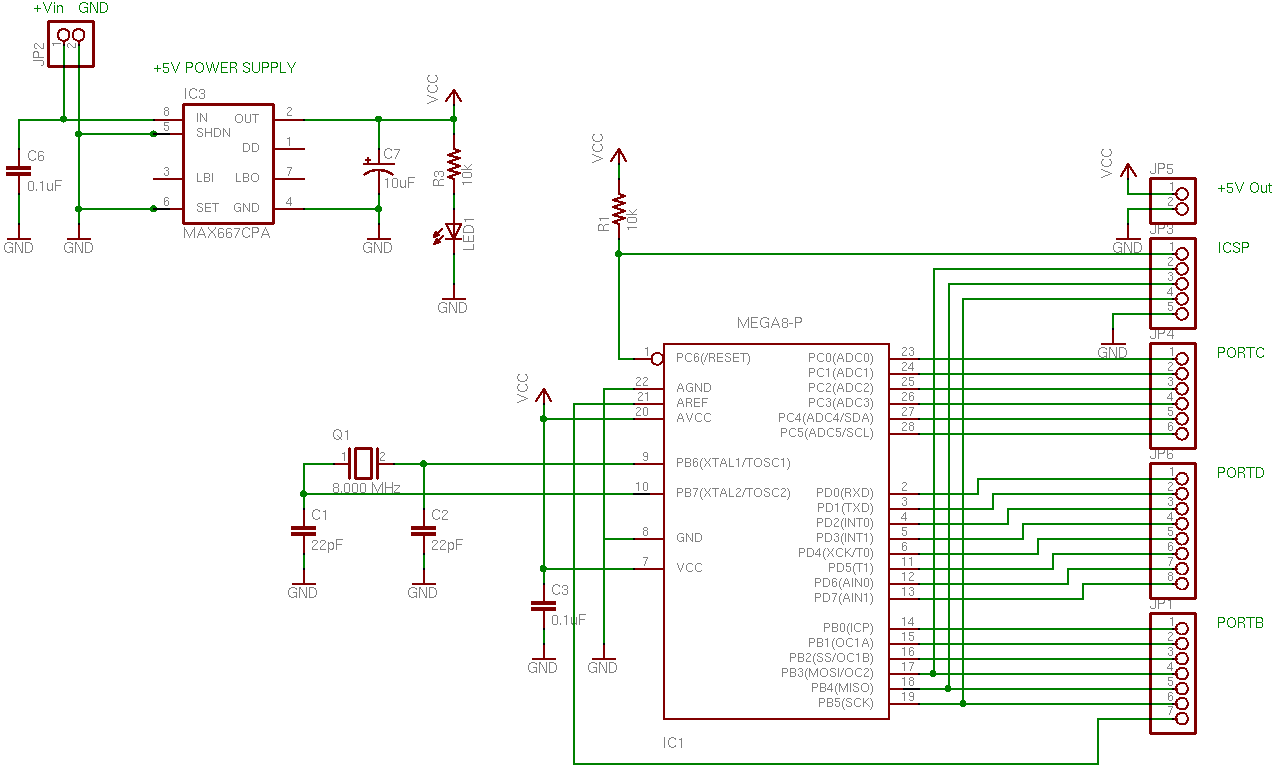 +Vin GND
JP2
1
2
+5V POWER SUPPLY
IC3
8 IN OUT 2
5 SHDN
DD 1
3 LBI LBO 7
6 SET GND 4
MAX667CPA
C6
0.1uF
GND
GND
C7
10uF
GND
VCC
R3
10k
LED1
GND
VCC
R1
10k
VCC
JP5
1
2
+5V Out
GND
JP3
1
2
3
4
5
ICSP
GND
MEGA8-P
1 PC6(/RESET)
22 AGND
21 AREF
20 AVCC
9 PB6(XTAL1/TOSC1)
10 PB7(XTAL2/TOSC2)
8 GND
7 VCC
PC0(ADC0) 23
PC1(ADC1) 24
PC2(ADC2) 25
PC3(ADC3) 26
PC4(ADC4/SDA) 27
PC5(ADC5/SCL) 28
PD0(RXD) 2
PD1(TXD) 3
PD2(INT0) 4
PD3(INT1) 5
PD4(XCK/T0) 6
PD5(T1) 11
PD6(AIN0) 12
PD7(AIN1) 13
PB0(ICP) 14
PB1(OC1A) 15
PB2(SS/OC1B) 16
PB3(MOSI/OC2) 17
PB4(MISO) 18
PB5(SCK) 19
IC1
VCC
Q1
1 2
8.000 MHz
C1
22pF
GND
C2
22pF
GND
C3
0.1uF
GND
GND
JP4
1
2
3
4
5
6
PORTC
JP6
1
2
3
4
5
6
7
8
PORTD
JP1
1
2
3
4
5
6
7
PORTB